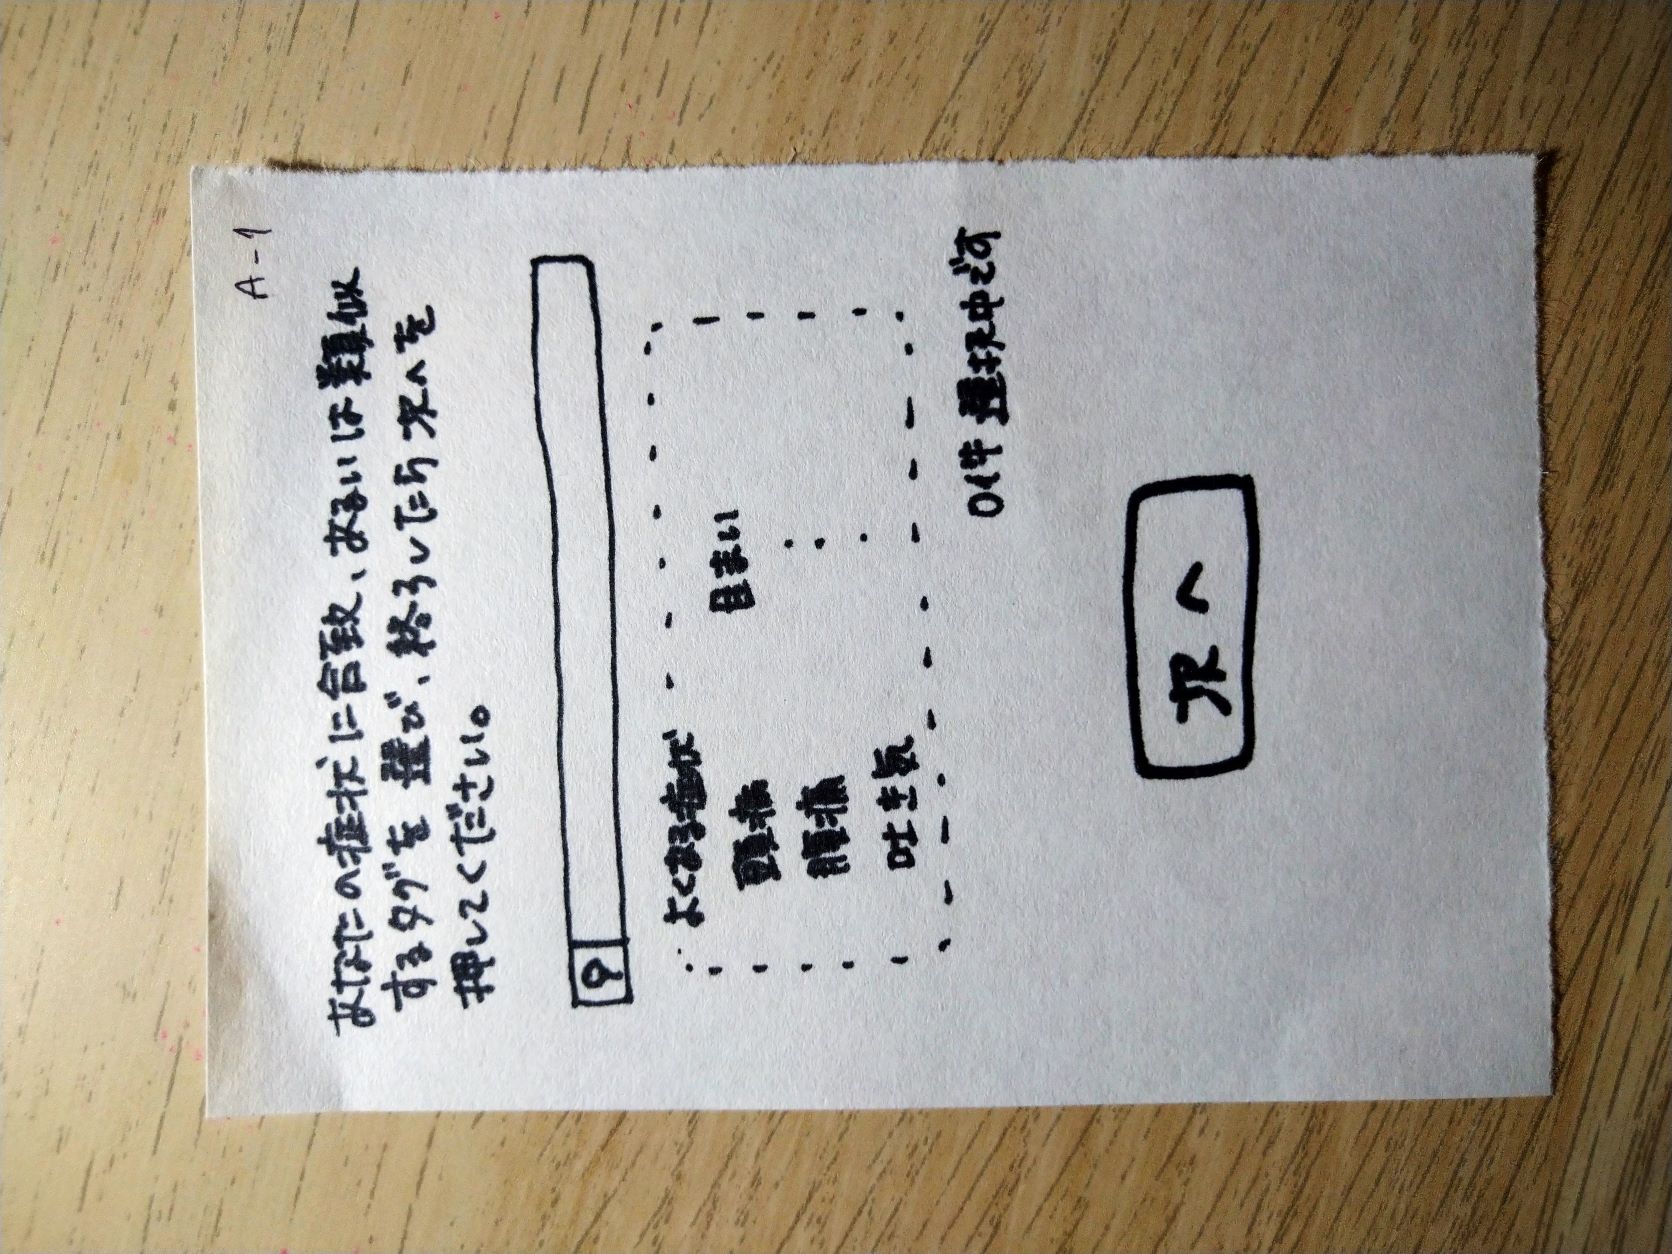 A-1
あなたの症状に合致、あるいは類似
するタグを選び、終了したら次へを
押してください。
よくある症状
頭痛
目まい
腹痛
吐き気
0件選択中です
次へ